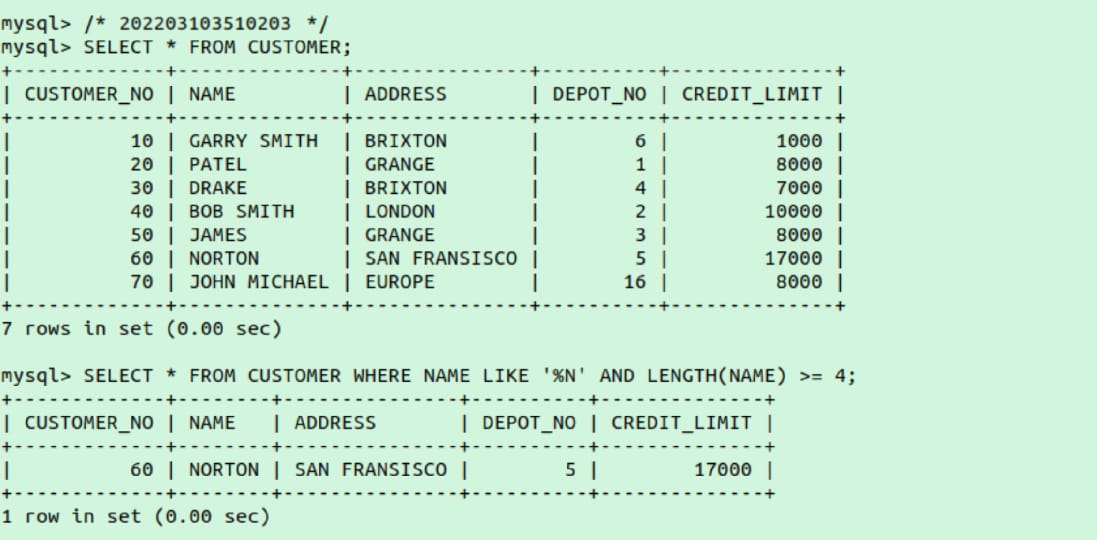 mysql> /* 202203103510203 */
mysql> SELECT * FROM CUSTOMER;
+-------------+--------------+---------------+----------+--------------+
| CUSTOMER_NO | NAME         | ADDRESS       | DEPOT_NO | CREDIT_LIMIT |
+-------------+--------------+---------------+----------+--------------+
|          10 | GARRY SMITH  | BRIXTON       |        6 |         1000 |
|          20 | PATEL        | GRANGE        |        1 |         8000 |
|          30 | DRAKE        | BRIXTON       |        4 |         7000 |
|          40 | BOB SMITH    | LONDON        |        2 |        10000 |
|          50 | JAMES        | GRANGE        |        3 |         8000 |
|          60 | NORTON       | SAN FRANSISCO |        5 |        17000 |
|          70 | JOHN MICHAEL | EUROPE        |       16 |         8000 |
+-------------+--------------+---------------+----------+--------------+
7 rows in set (0.00 sec)

mysql> SELECT * FROM CUSTOMER WHERE NAME LIKE '%N' AND LENGTH(NAME) >= 4;
+-------------+--------+---------------+----------+--------------+
| CUSTOMER_NO | NAME   | ADDRESS       | DEPOT_NO | CREDIT_LIMIT |
+-------------+--------+---------------+----------+--------------+
|          60 | NORTON | SAN FRANSISCO |        5 |        17000 |
+-------------+--------+---------------+----------+--------------+
1 row in set (0.00 sec)